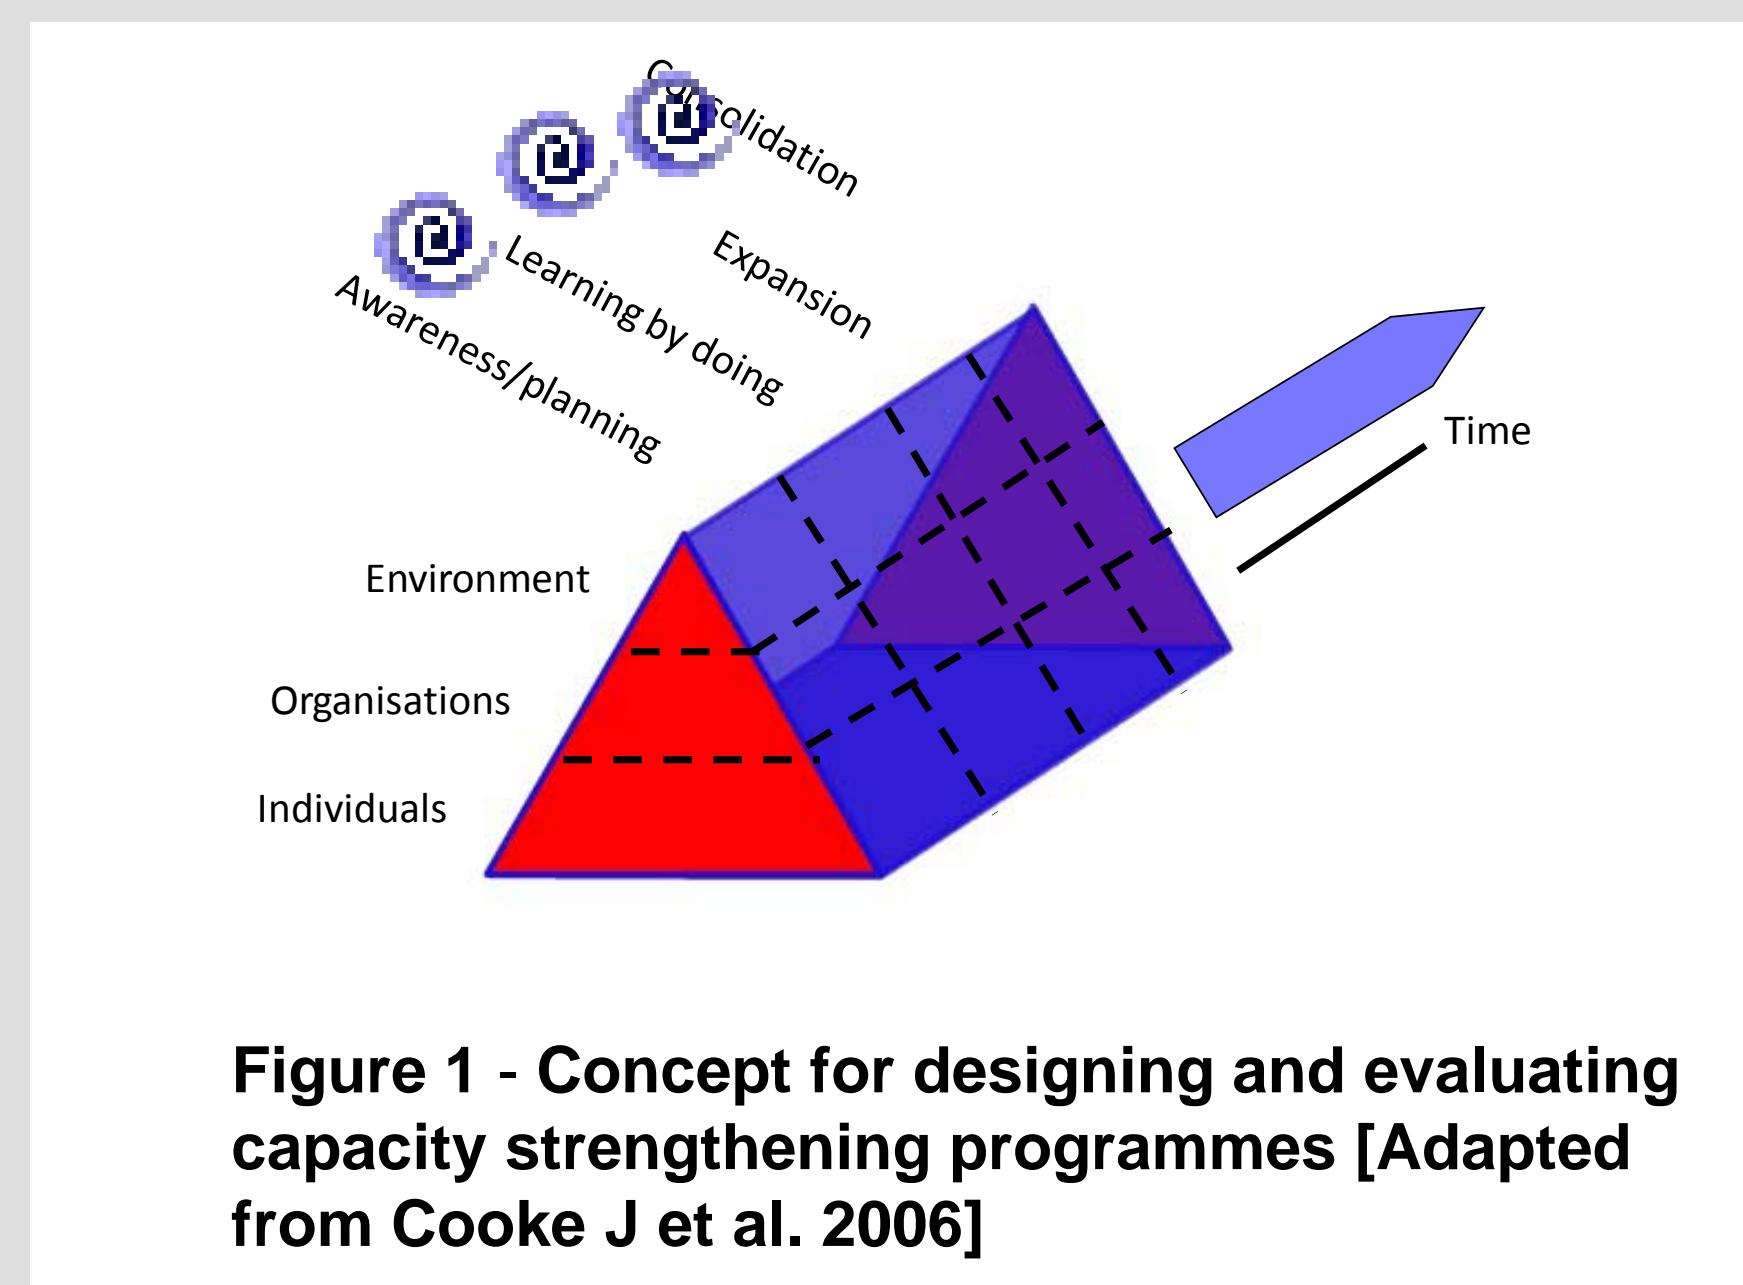 Consolidation
Expansion
Learning by doing
Awareness/planning
Time
Environment
Organisations
Individuals
Figure 1 - Concept for designing and evaluating
capacity strengthening programmes [Adapted
from Cooke J et al. 2006]